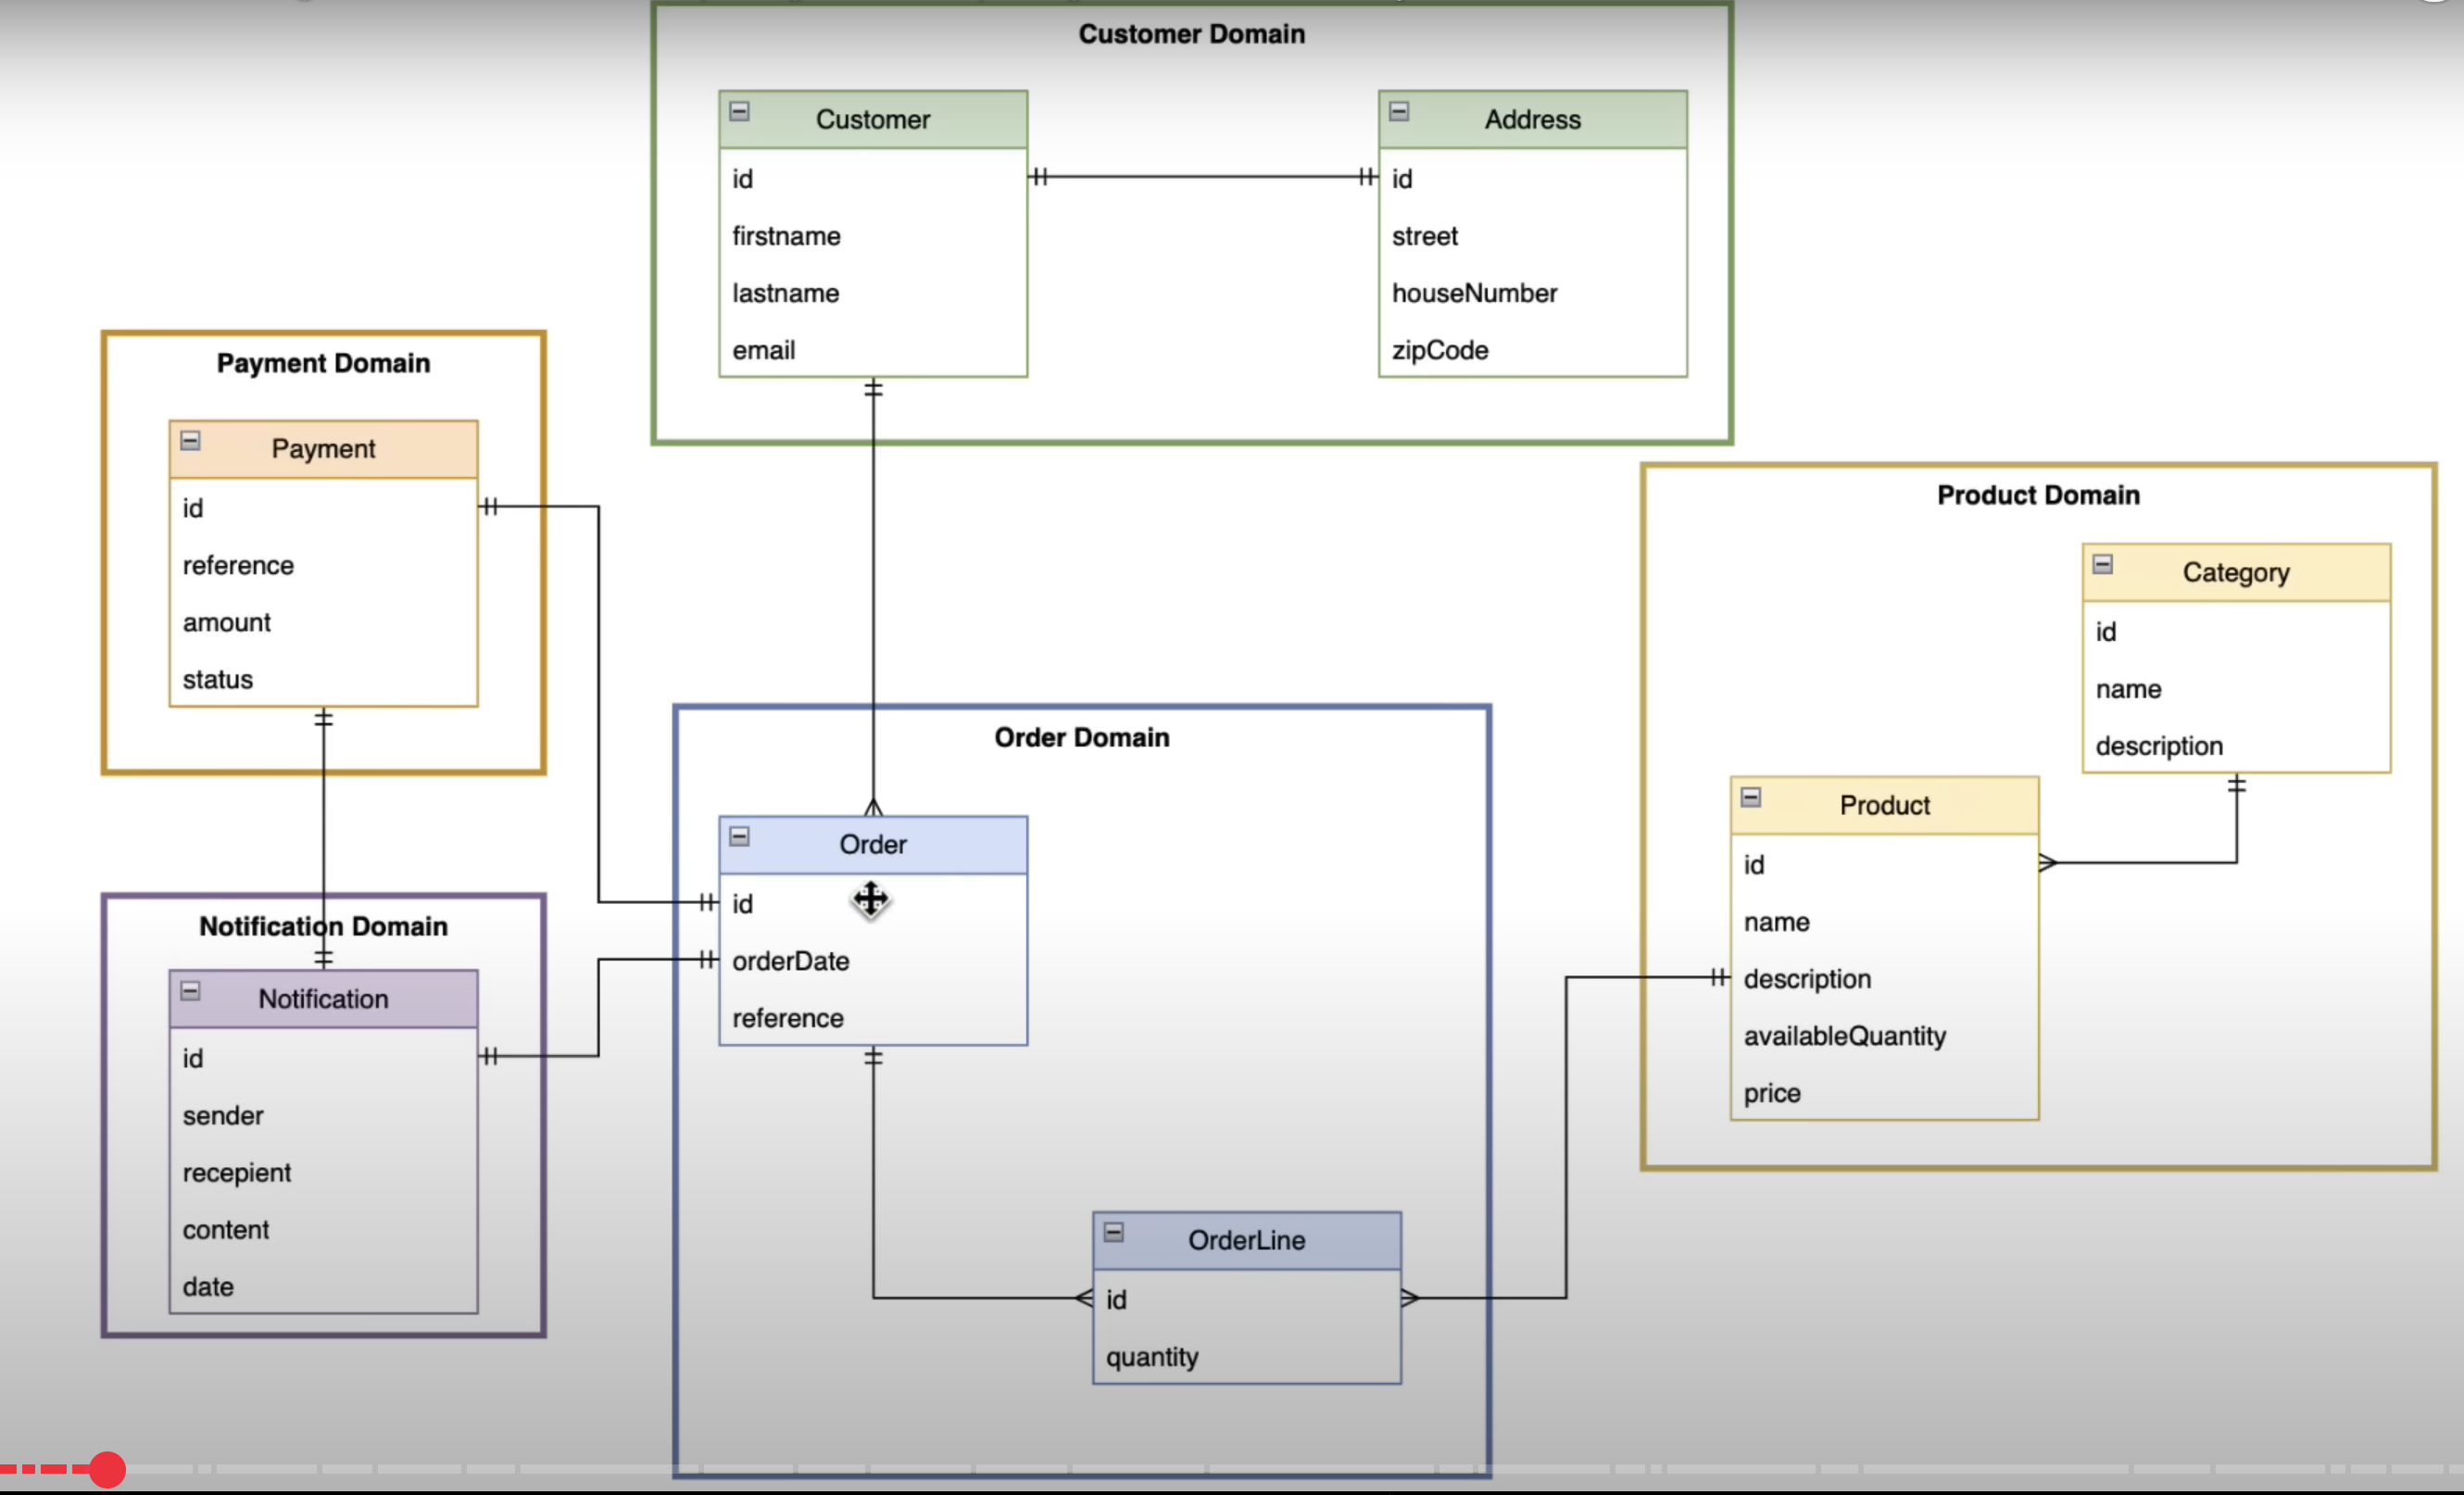 Customer Domain
Customer
id
firstname
lastname
email
Address
id
street
houseNumber
zipCode
Payment Domain
Payment
id
reference
amount
status
Product Domain
Category
id
name
description
Product
id
name
description
availableQuantity
price
Order Domain
Order
id
orderDate
reference
OrderLine
id
quantity
Notification Domain
Notification
id
sender
recepient
content
date